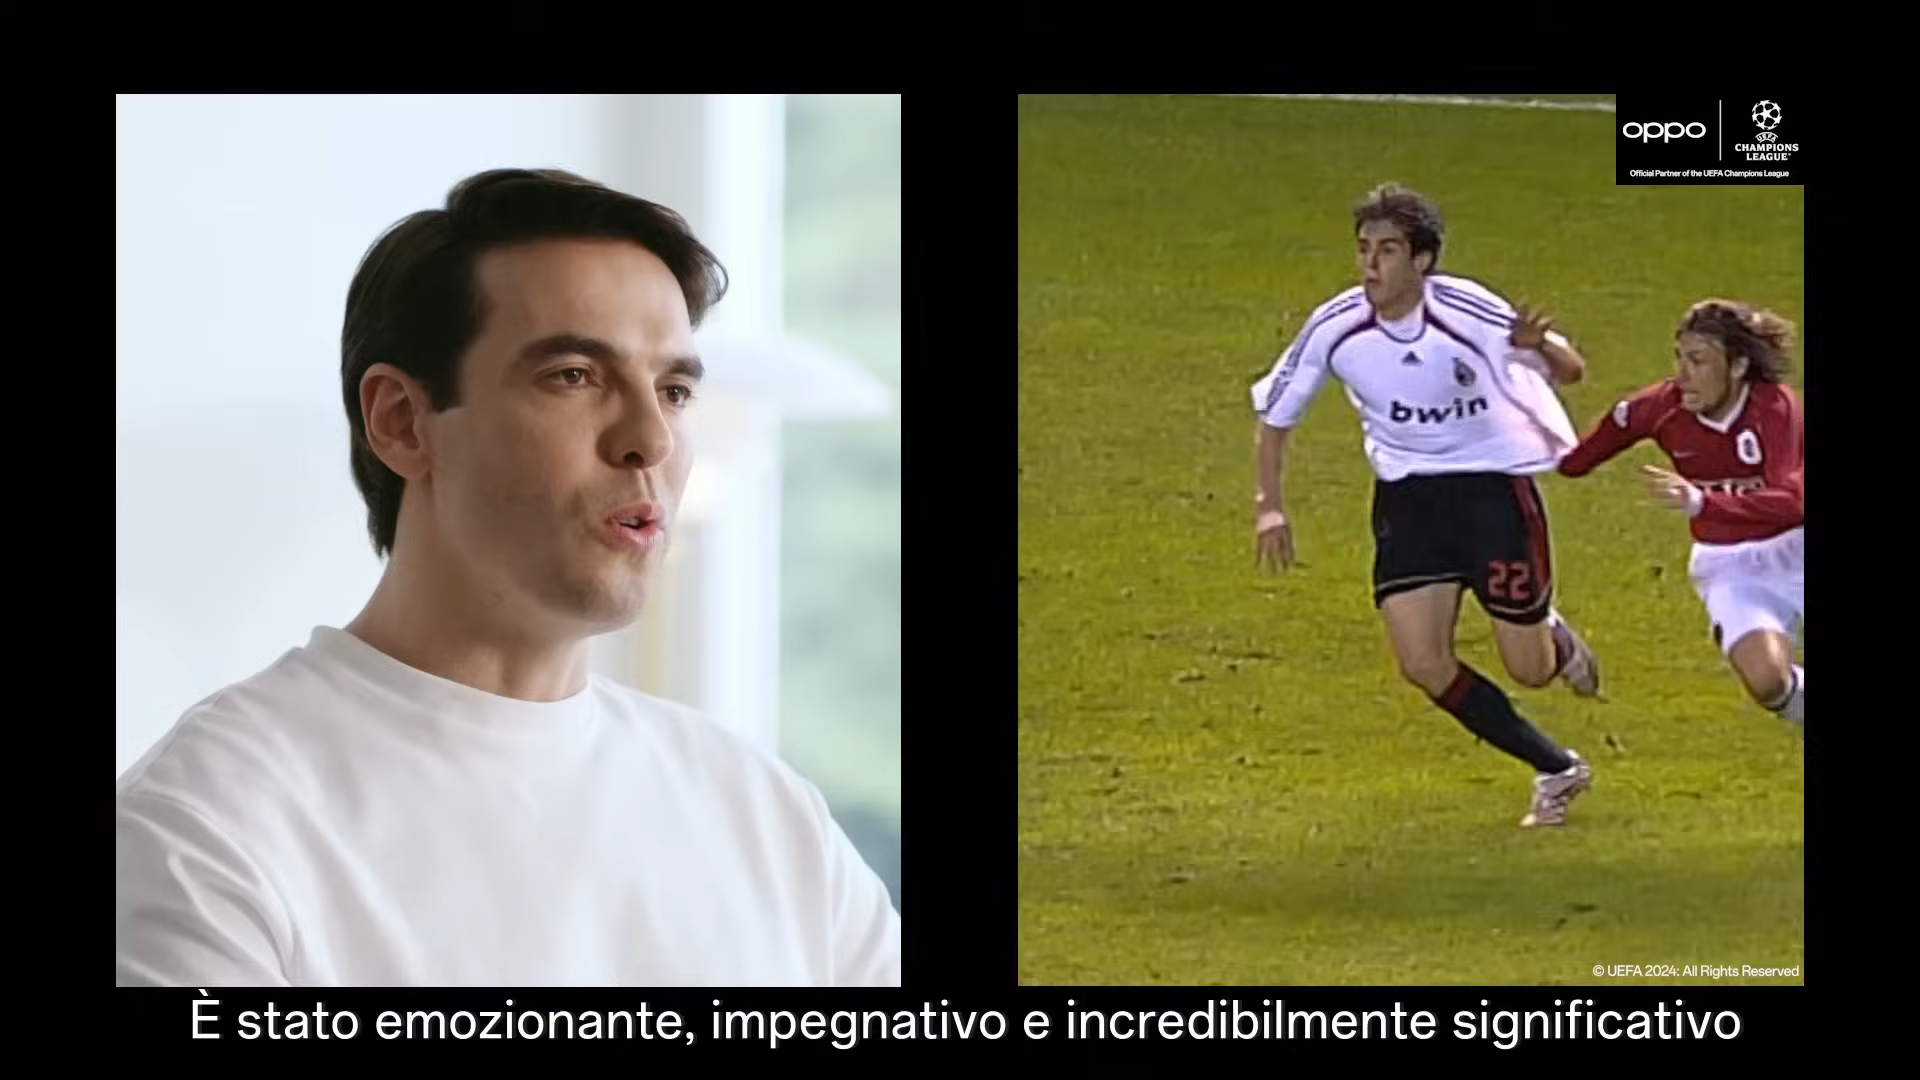 oppo
UEFA
CHAMPIONS
LEAGUE
Official Partner of the UEFA Champions League
bwin
22
© UEFA 2024: All Rights Reserved
È stato emozionante, impegnativo e incredibilmente significativo